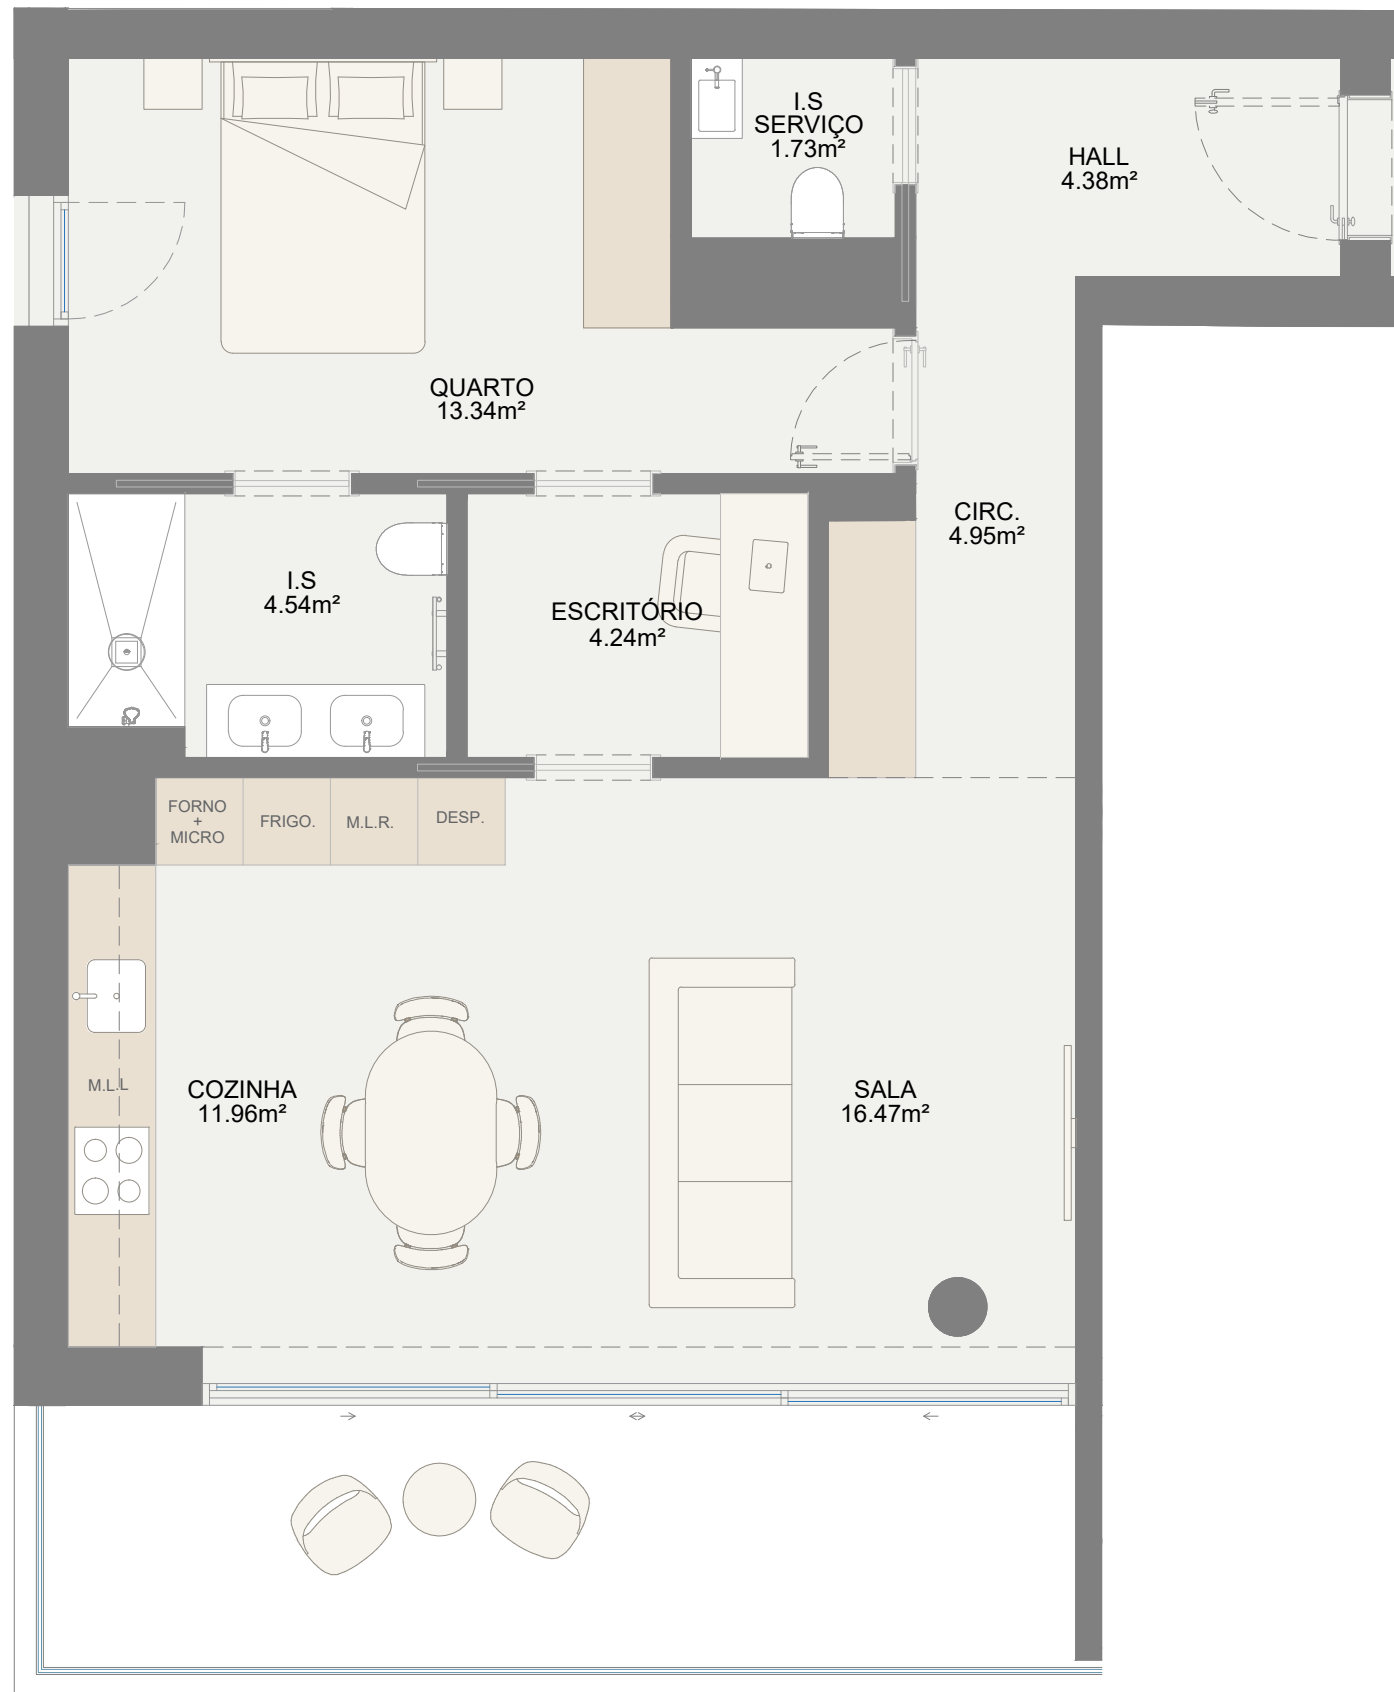 I.S
SERVIÇO
1.73m²
HALL
4.38m²
QUARTO
13.34m²
CIRC.
4.95m²
I.S
4.54m²
ESCRITÓRIO
4.24m²
FORNO
+
MICRO
FRIGO.
M.L.R.
DESP.
M.L.L
COZINHA
11.96m²
SALA
16.47m²